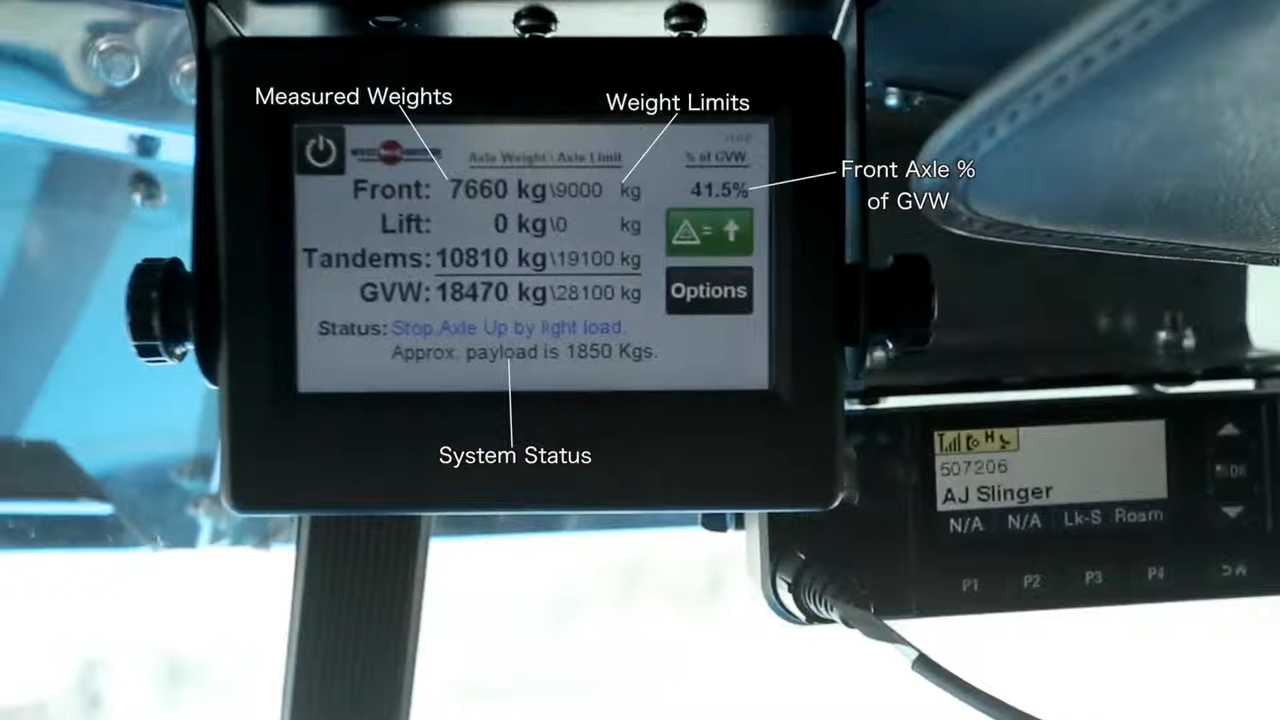 Measured Weights
Weight Limits
Axle Weight\Axle Limit
% of GVW
Front: 7660 kg\9000 kg
41.5%
Front Axle %
of GVW
Lift: 0 kg\0 kg
Tandems: 10810 kg\19100 kg
GVW: 18470 kg\28100 kg
Options
Status: Stop Axle Up by light load.
Approx. payload is 1850 Kgs.
System Status
H
507206
AJ Slinger
N/A N/A Lk-S Roam
P1 P2 P3 P4